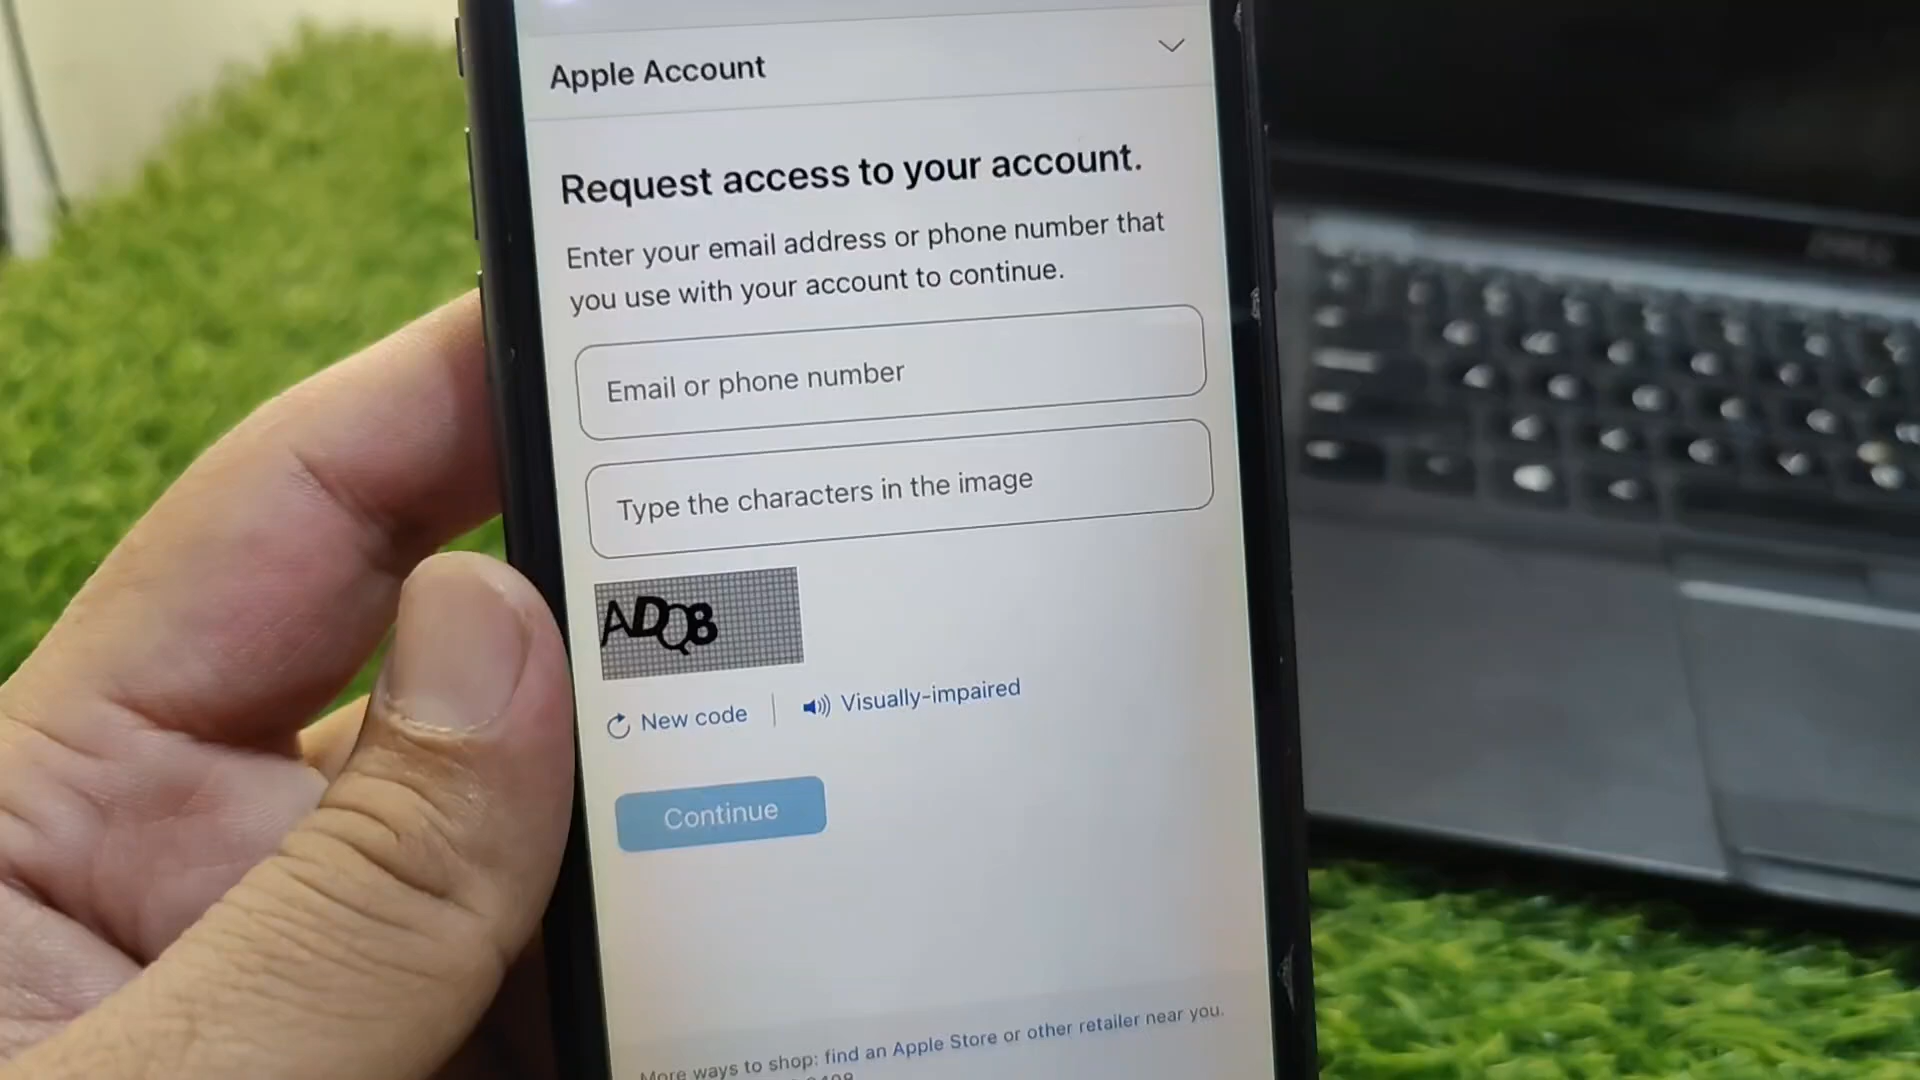 Apple Account
Request access to your account.
Enter your email address or phone number that
you use with your account to continue.
Email or phone number
Type the characters in the image
ADQB
New code
Visually-impaired
Continue
More ways to shop: find an Apple Store or other retailer near you.